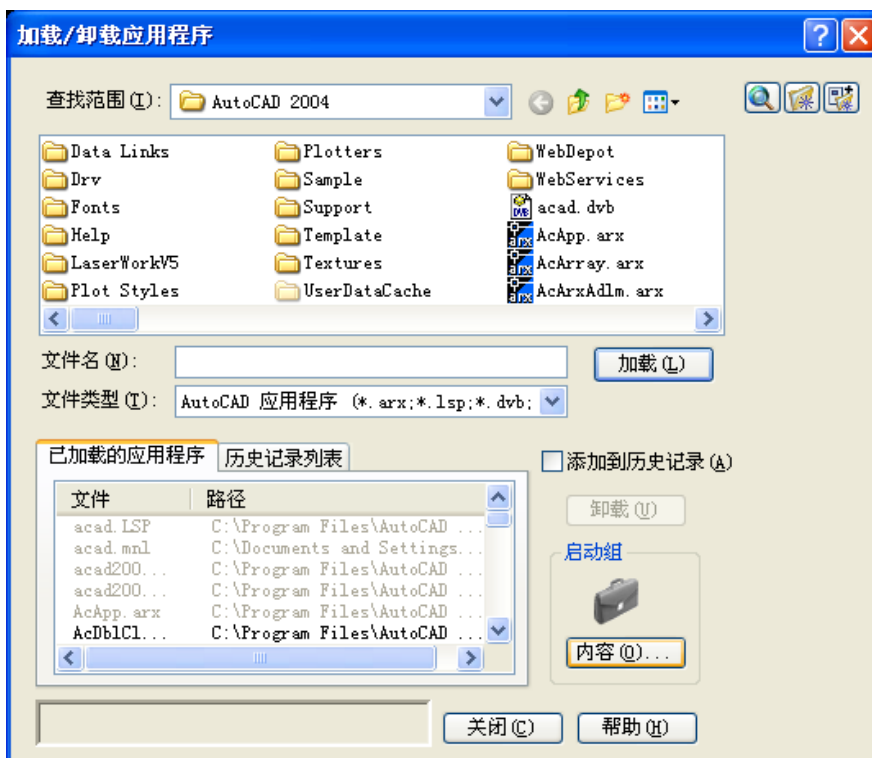 加载/卸载应用程序
查找范围(I): AutoCAD 2004
Data Links Plotters WebDepot
Drv Sample WebServices
Fonts Support acad.dvb
Help Template AcApp.arx
LaserWorkV5 Textures AcArray.arx
Plot Styles UserDataCache AcArxAdlm.arx
文件名(N): 加载(L)
文件类型(T): AutoCAD 应用程序 (*.arx;*.lsp;*.dvb;
已加载的应用程序 历史记录列表 添加到历史记录(A)
文件 路径
acad.LSP C:\Program Files\AutoCAD ...
卸载(U)
acad.mnl C:\Documents and Settings...
启动组
acad200... C:\Program Files\AutoCAD ...
acad200... C:\Program Files\AutoCAD ...
AcApp.arx C:\Program Files\AutoCAD ...
AcDblCl... C:\Program Files\AutoCAD ...
内容(O)...
关闭(C) 帮助(H)